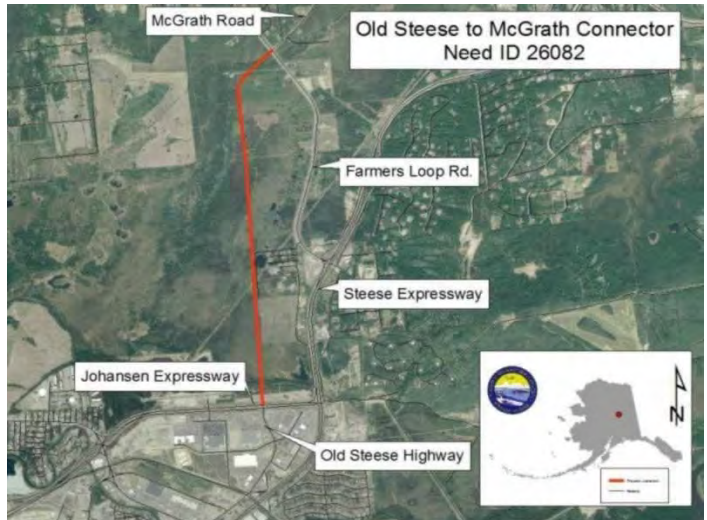 McGrath Road
Old Steese to McGrath Connector
Need ID 26082
Farmers Loop Rd.
Steese Expressway
Johansen Expressway
Old Steese Highway